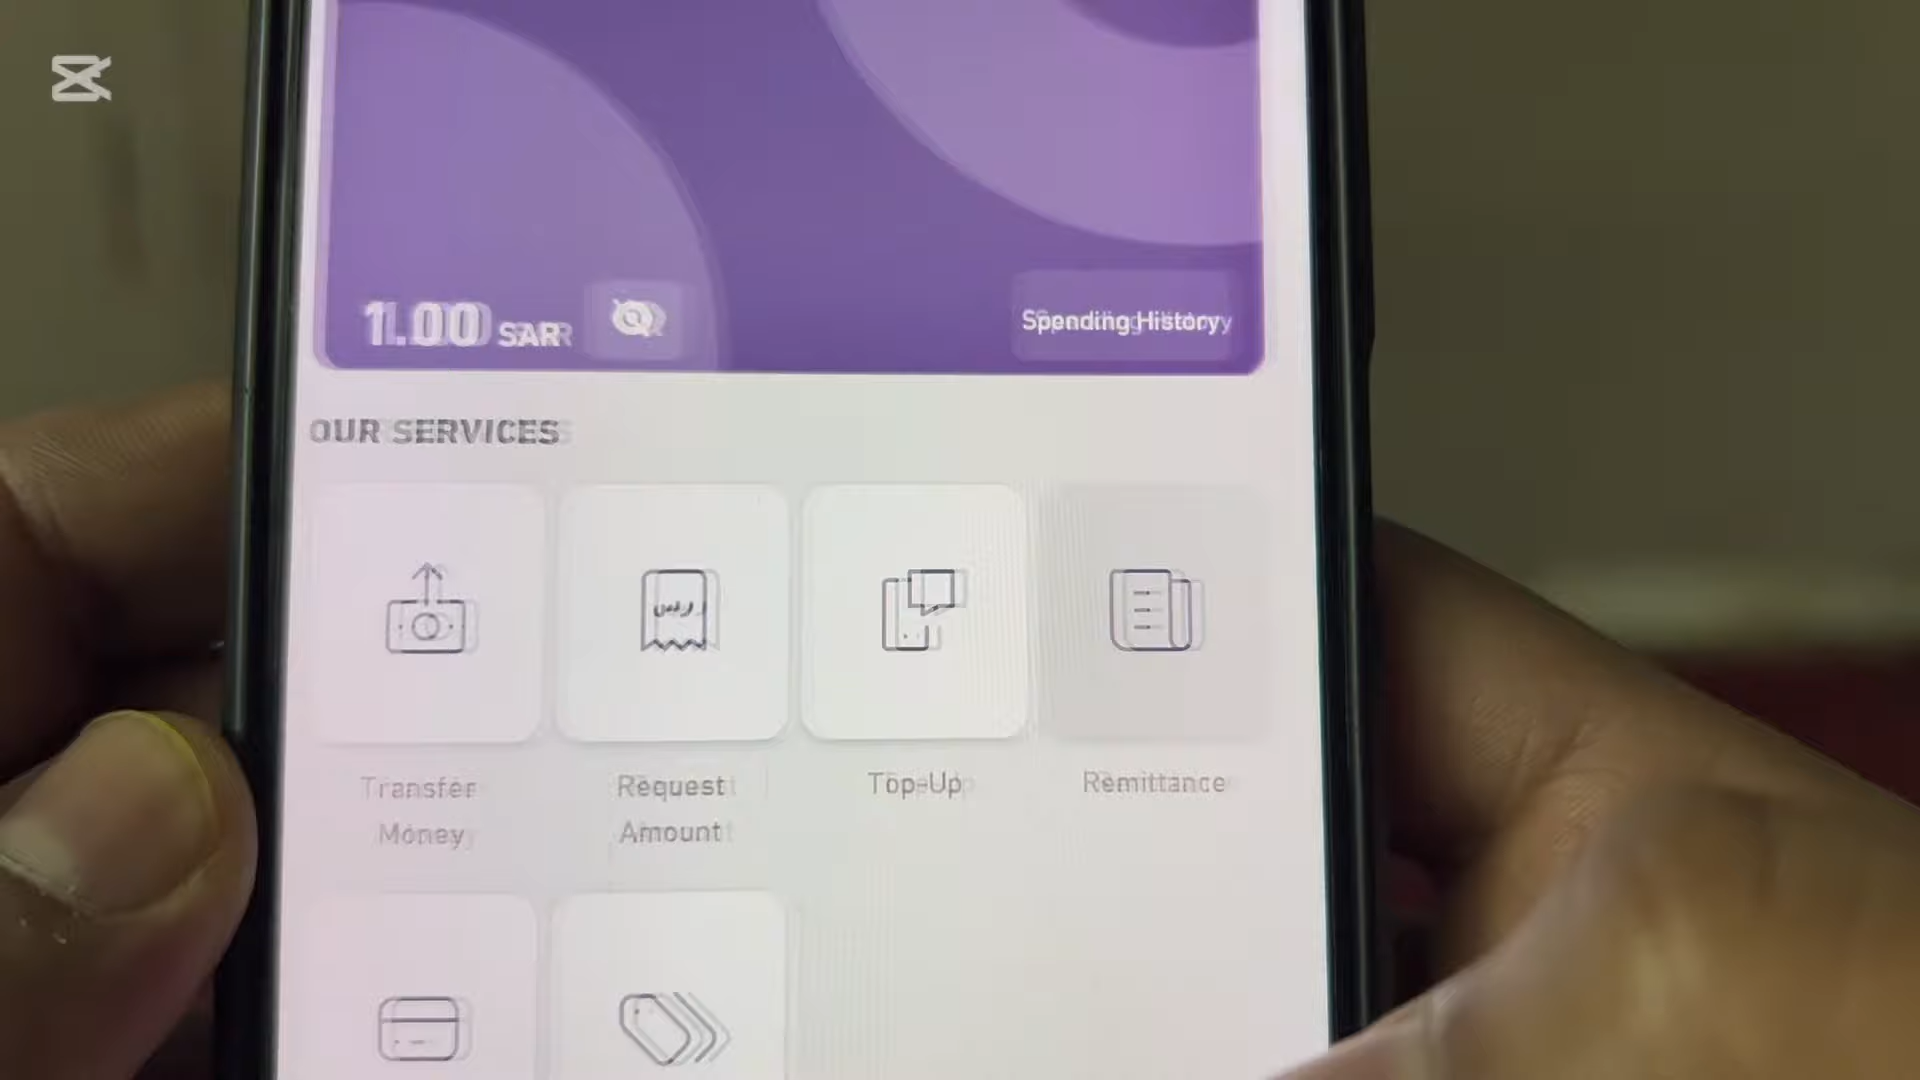 1.00 SAR
Spending History
OUR SERVICES
ر.س
Transfer
Money
Request
Amount
Top-Up
Remittance